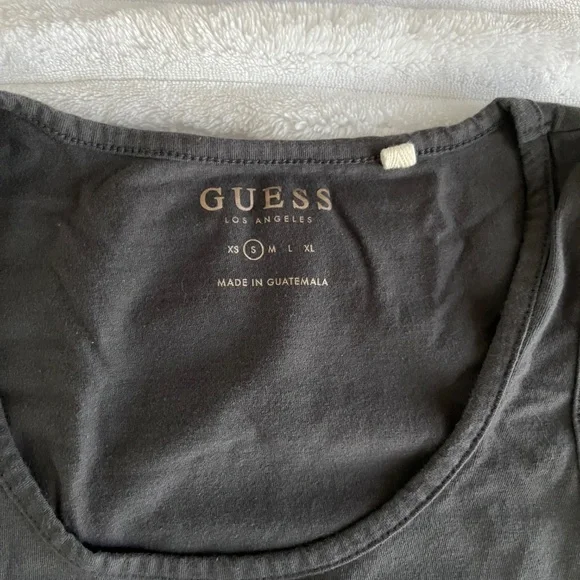 GUESS
LOS ANGELES
XS S M L XL
MADE IN GUATEMALA